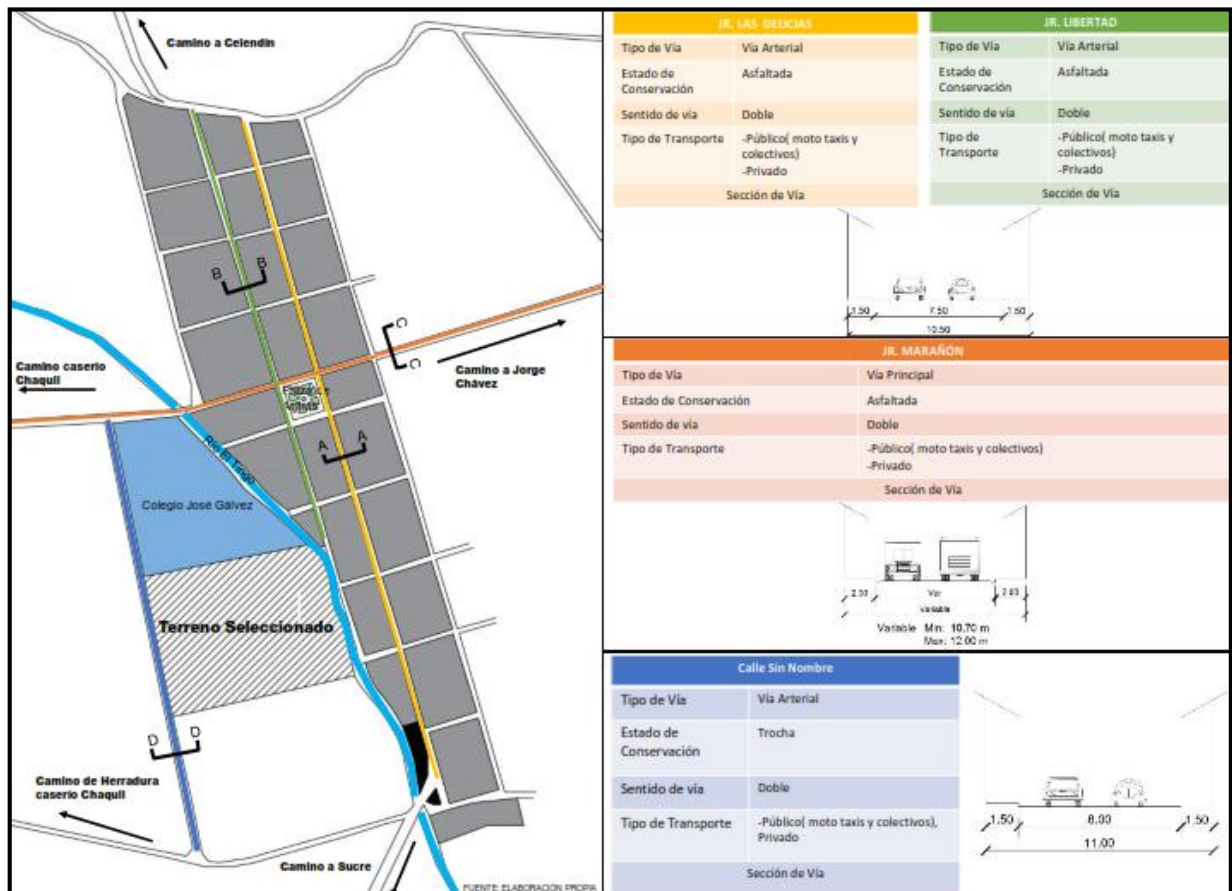 Camino a Celendín
B
B
C
C
Camino caserío
Chaquil
Camino a Jorge
Chávez
A
A
Río El Tingo
Colegio José Gálvez
Terreno Seleccionado
D
D
Camino de Herradura
caserío Chaquil
Camino a Sucre
FUENTE: ELABORACIÓN PROPIA
JR. LAS DELICIAS
Tipo de Vía Vía Arterial
Estado de Asfaltada
Conservación
Sentido de vía Doble
Tipo de Transporte -Público( moto taxis y
colectivos)
-Privado
Sección de Vía
JR. LIBERTAD
Tipo de Vía Vía Arterial
Estado de Asfaltada
Conservación
Sentido de vía Doble
Tipo de -Público( moto taxis y
Transporte colectivos)
-Privado
Sección de Vía
1.50 7.50 1.50
10.50
JR. MARAÑÓN
Tipo de Vía Vía Principal
Estado de Conservación Asfaltada
Sentido de vía Doble
Tipo de Transporte -Público( moto taxis y colectivos)
-Privado
Sección de Vía
Var
Variable
Variable Min: 10.70 m
Max: 12.00 m
Calle Sin Nombre
Tipo de Vía Vía Arterial
Estado de Trocha
Conservación
Sentido de vía Doble
Tipo de Transporte -Público( moto taxis y colectivos),
Privado
Sección de Vía
1.50 8.00 1.50
11.00